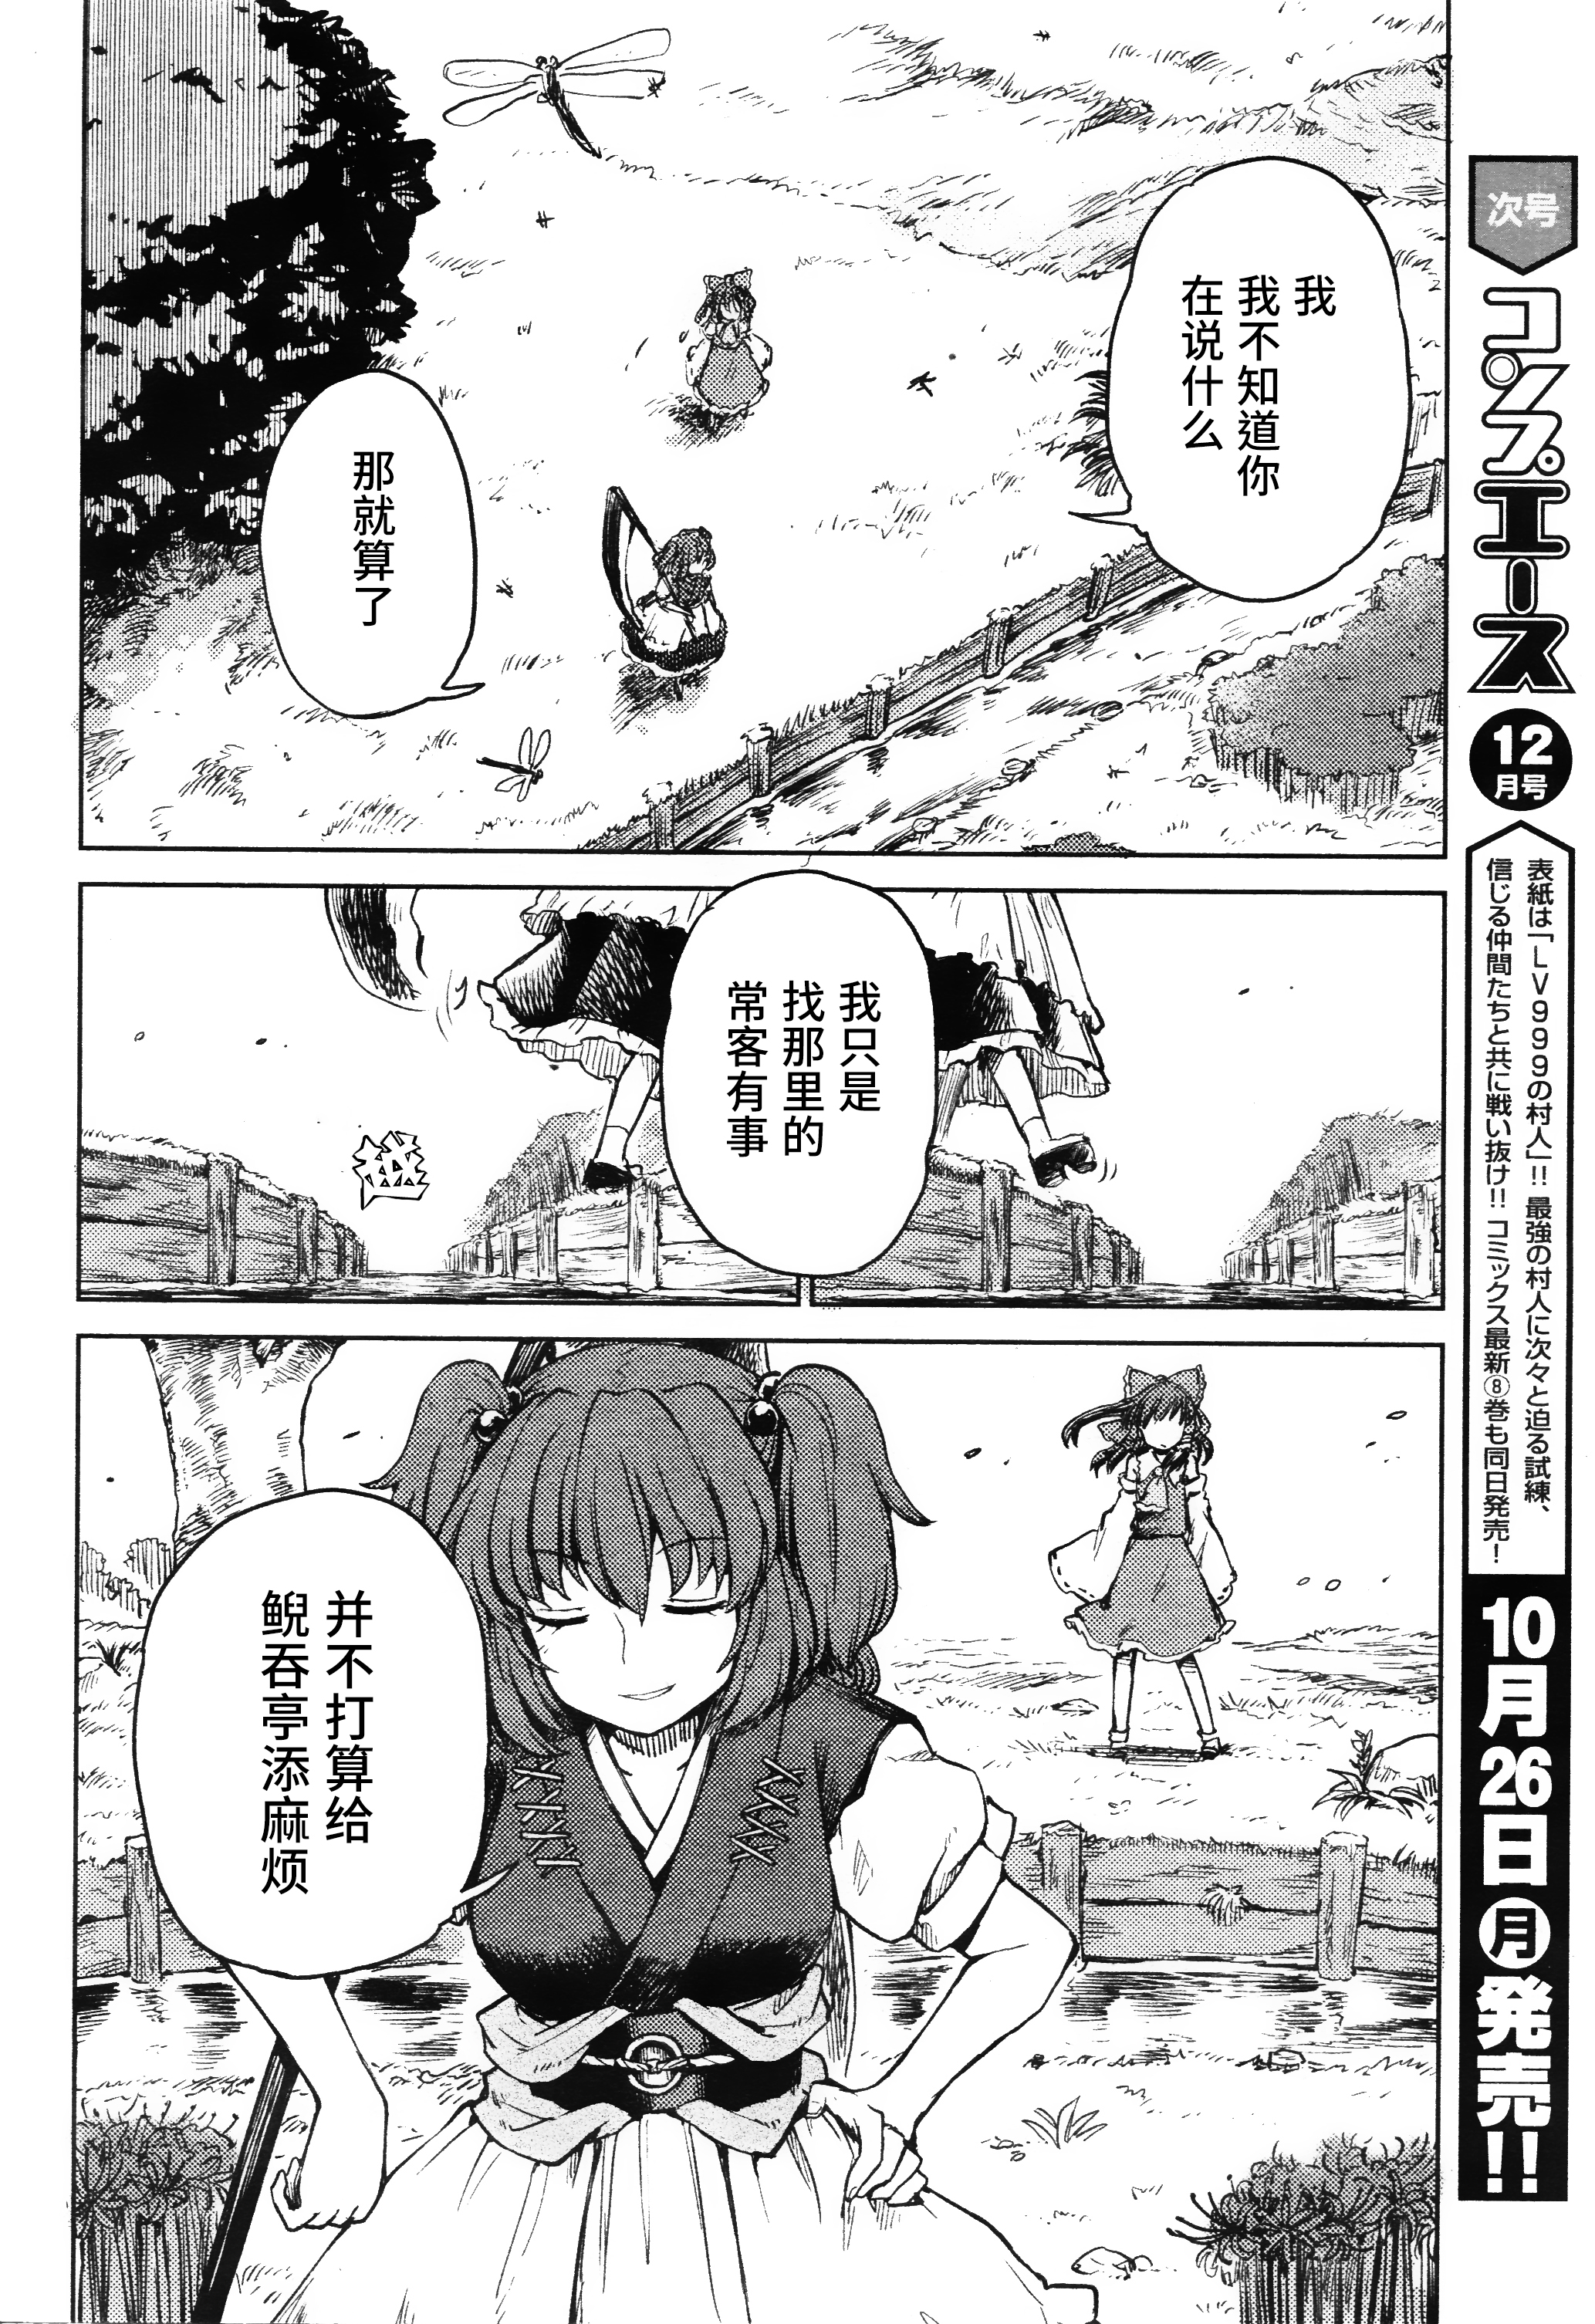 我
我不知道你
在说什么
那就算了
我只是
找那里的
常客有事
并不打算给
鲵吞亭添麻烦
次号
コンプエース
12
月号
表紙は「LV999の村人」!! 最強の村人に次々と迫る試練、
信じる仲間たちと共に戦い抜け!! コミックス最新⑧巻も同日発売!
10月26日㊊発売!!